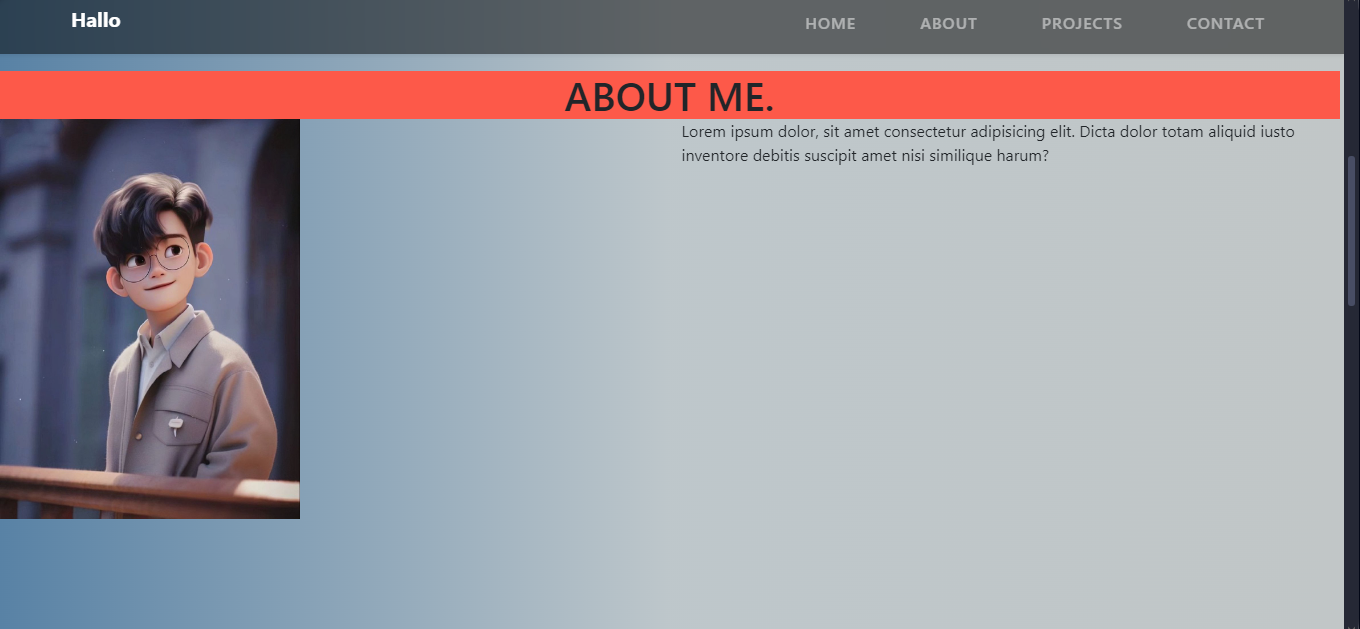 Hallo
HOME ABOUT PROJECTS CONTACT
ABOUT ME.
Lorem ipsum dolor, sit amet consectetur adipisicing elit. Dicta dolor totam aliquid iusto
inventore debitis suscipit amet nisi similique harum?